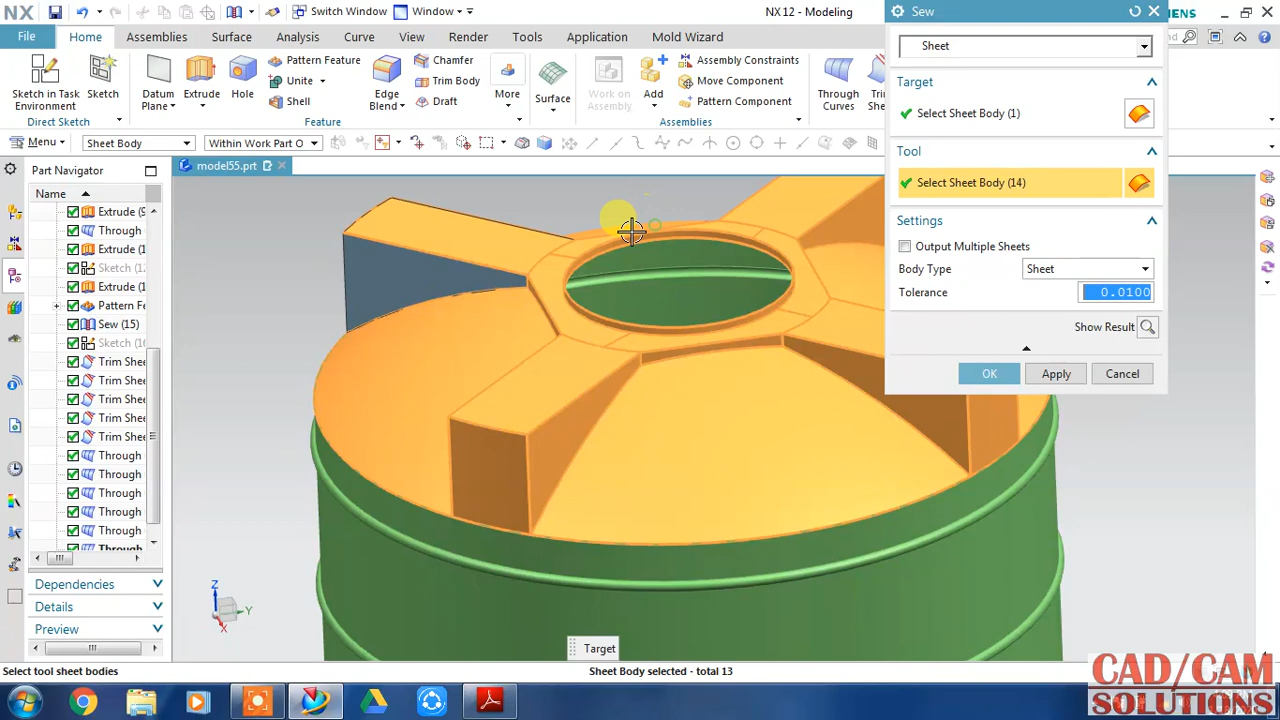 NX
Switch Window
Window
NX 12 - Modeling
SIEMENS
File
Home
Assemblies
Surface
Analysis
Curve
View
Render
Tools
Application
Mold Wizard
Sketch in Task Environment
Sketch
Direct Sketch
Datum Plane
Extrude
Hole
Pattern Feature
Unite
Shell
Edge Blend
Chamfer
Trim Body
Draft
More
Feature
Surface
Work on Assembly
Add
Assembly Constraints
Move Component
Pattern Component
Assemblies
Through Curves
Menu
Sheet Body
Within Work Part O
model55.prt
Part Navigator
Name
Extrude (9
Through
Extrude (1
Sketch (12
Extrude (1
Pattern Fe
Sew (15)
Sketch (1
Trim Shee
Trim Shee
Trim Shee
Trim Shee
Trim Shee
Through
Through
Through
Through
Through
Through
Dependencies
Details
Preview
Sew
Sheet
Target
Select Sheet Body (1)
Tool
Select Sheet Body (14)
Settings
Output Multiple Sheets
Body Type
Sheet
Tolerance
0.0100
Show Result
OK
Apply
Cancel
Z
Y
X
Target
Select tool sheet bodies
Sheet Body selected - total 13
CAD/CAM
SOLUTIONS